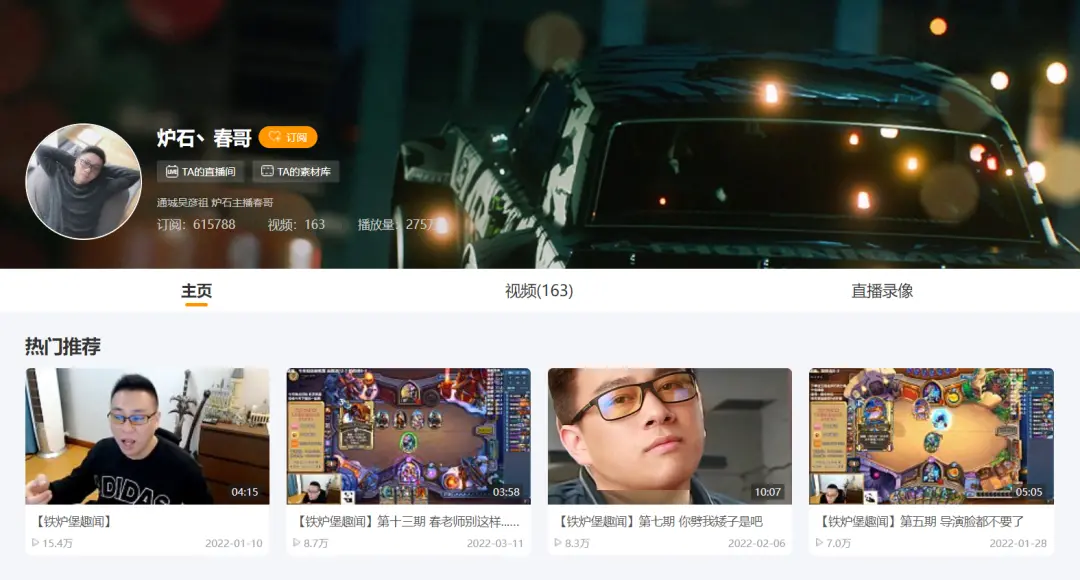 炉石丶春哥 订阅
TA的直播间 TA的素材库
通城吴彦祖 炉石主播春哥
订阅：615788 视频：163 播放量：2757
主页 视频(163) 直播录像
热门推荐
04:15 03:58 10:07 05:05
【铁炉堡趣闻】 【铁炉堡趣闻】第十三期 春老师别这样...... 【铁炉堡趣闻】第七期 你劈我矮子是吧 【铁炉堡趣闻】第五期 导演脸都不要了
15.4万 2022-01-10 8.7万 2022-03-11 8.3万 2022-02-06 7.0万 2022-01-28